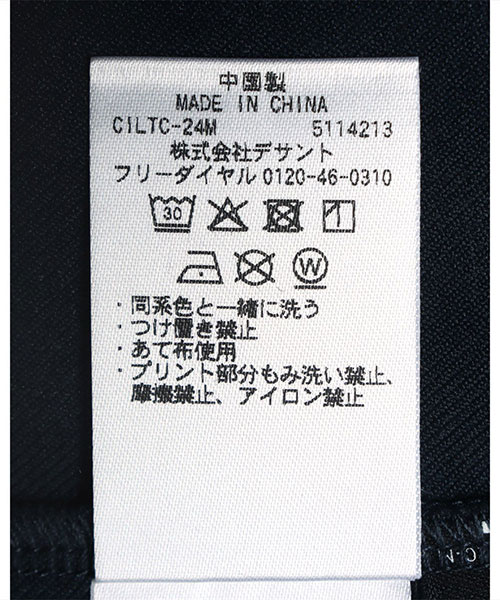 中国製
MADE IN CHINA
CILTC-24M 5114213
株式会社デサント
フリーダイヤル 0120-46-0310
30
W
・同系色と一緒に洗う
・つけ置き禁止
・あて布使用
・プリント部分もみ洗い禁止、
摩擦禁止、アイロン禁止